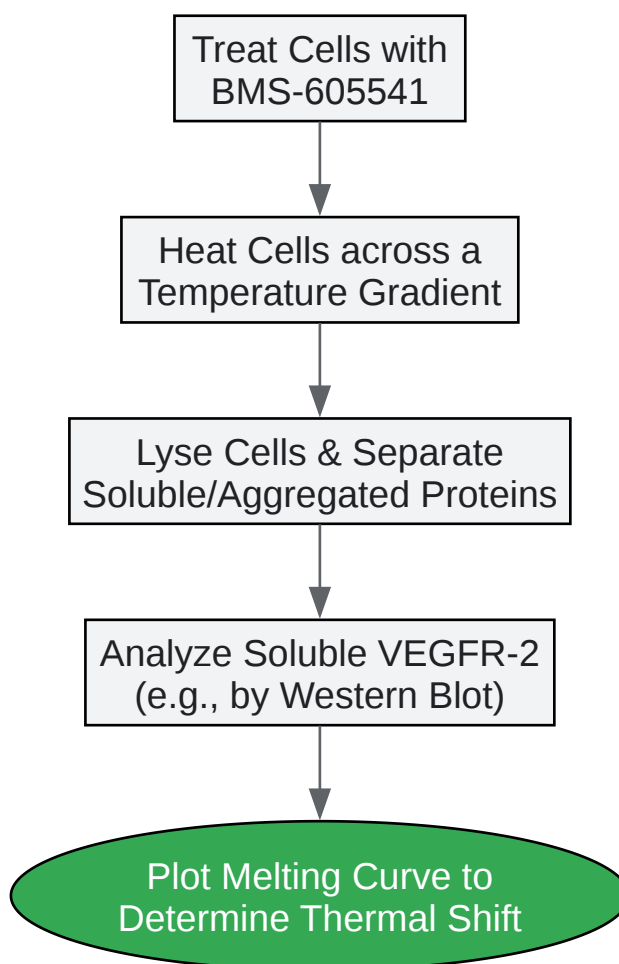 Treat Cells with
BMS-605541
Heat Cells across a
Temperature Gradient
Lyse Cells & Separate
Soluble/Aggregated Proteins
Analyze Soluble VEGFR-2
(e.g., by Western Blot)
Plot Melting Curve to
Determine Thermal Shift